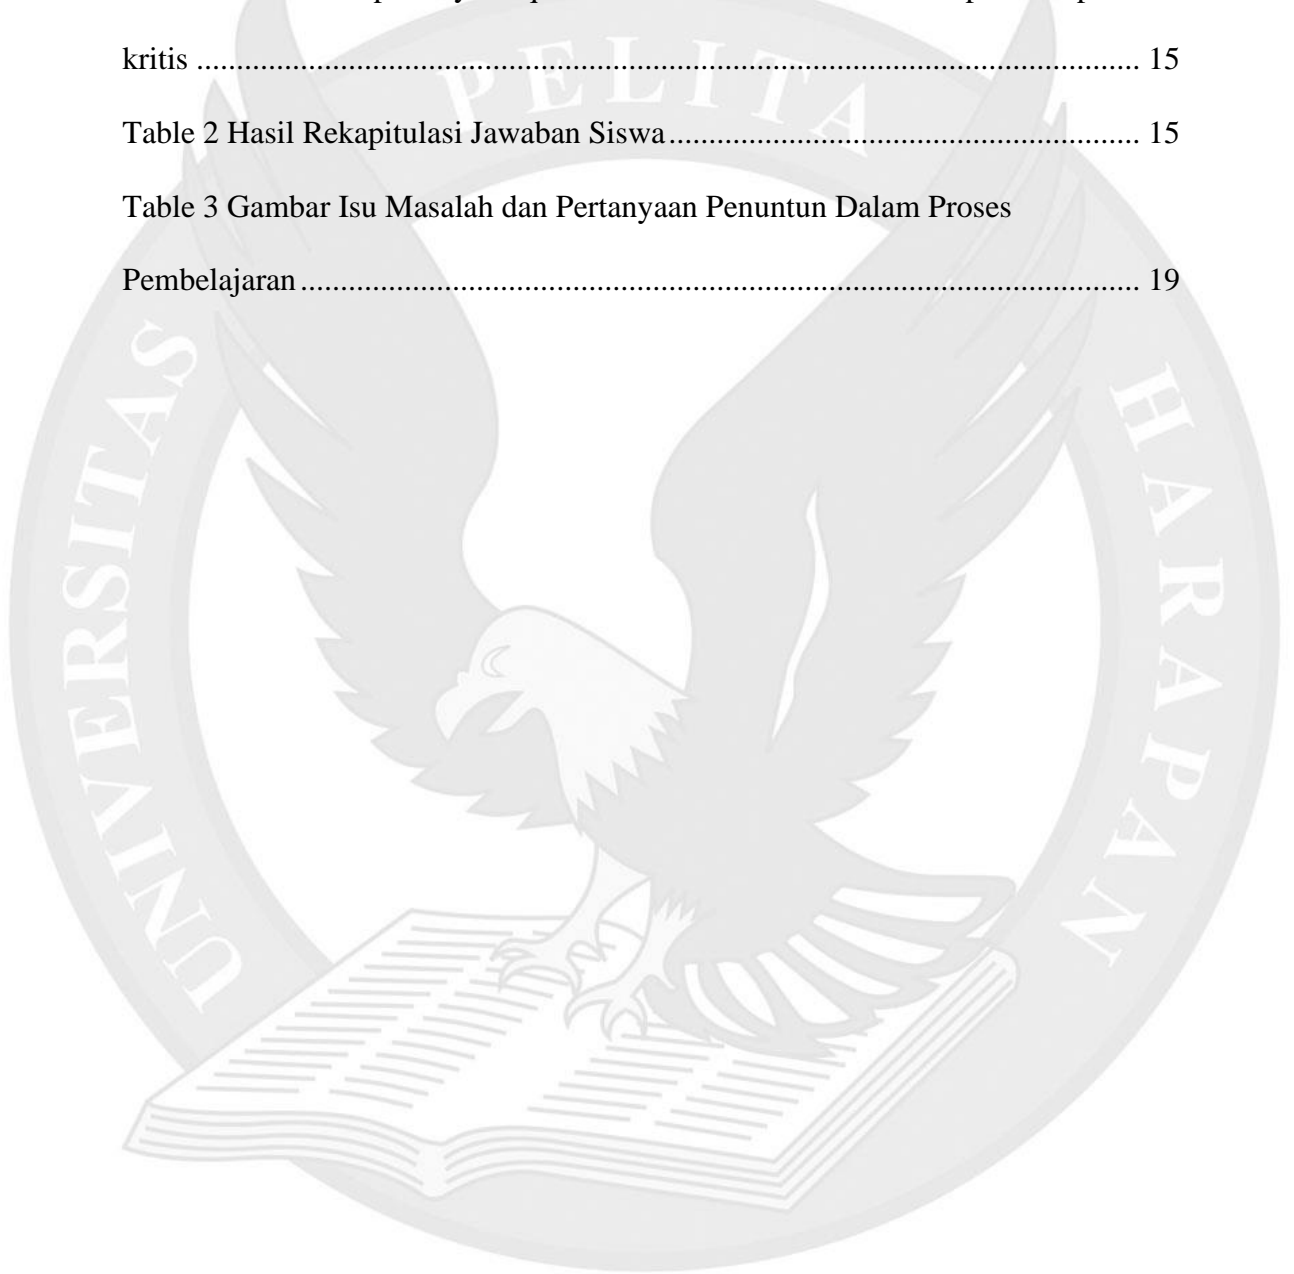 kritis ........................................................................................................................ 15
Table 2 Hasil Rekapitulasi Jawaban Siswa ............................................................ 15
Table 3 Gambar Isu Masalah dan Pertanyaan Penuntun Dalam Proses
Pembelajaran ......................................................................................................... 19
UNIVERSITAS PELITA HARAPAN